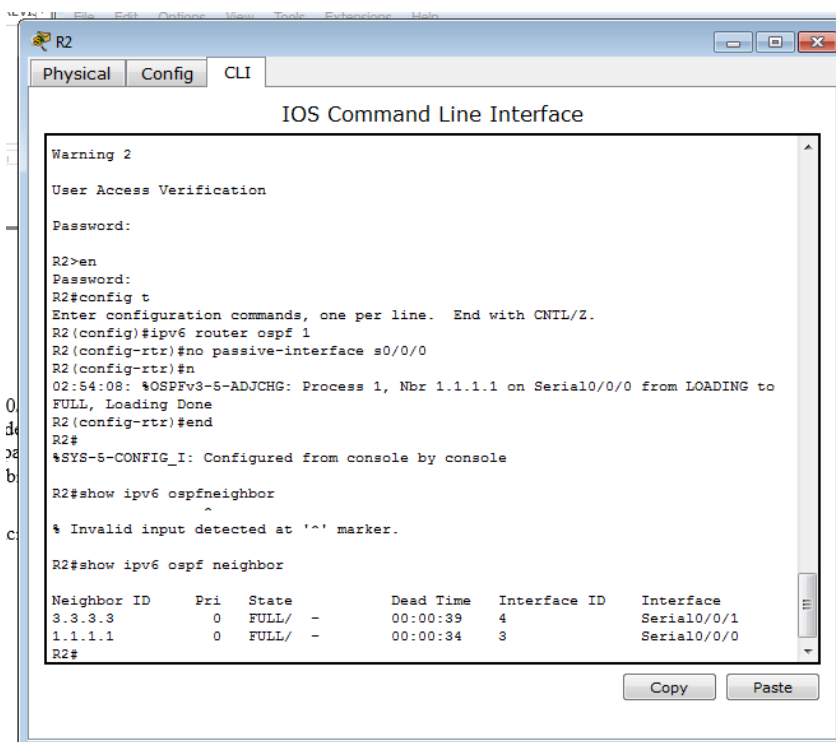 File Edit Options View Tools Extensions Help
R2
Physical Config CLI
IOS Command Line Interface
Warning 2
User Access Verification
Password:
R2>en
Password:
R2#config t
Enter configuration commands, one per line.  End with CNTL/Z.
R2(config)#ipv6 router ospf 1
R2(config-rtr)#no passive-interface s0/0/0
R2(config-rtr)#n
02:54:08: %OSPFv3-5-ADJCHG: Process 1, Nbr 1.1.1.1 on Serial0/0/0 from LOADING to
FULL, Loading Done
R2(config-rtr)#end
R2#
%SYS-5-CONFIG_I: Configured from console by console
R2#show ipv6 ospfneighbor
^
% Invalid input detected at '^' marker.
R2#show ipv6 ospf neighbor
Neighbor ID Pri State Dead Time Interface ID Interface
3.3.3.3 0 FULL/ - 00:00:39 4 Serial0/0/1
1.1.1.1 0 FULL/ - 00:00:34 3 Serial0/0/0
R2#
Copy Paste